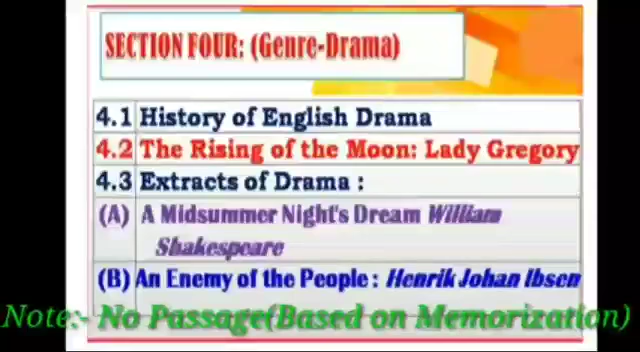 SECTION FOUR: (Genre-Drama)
4.1 History of English Drama
4.2 The Rising of the Moon: Lady Gregory
4.3 Extracts of Drama :
(A) A Midsummer Night's Dream William
Shakespeare
(B) An Enemy of the People : Henrik Johan Ibsen
Note:- No Passage(Based on Memorization)